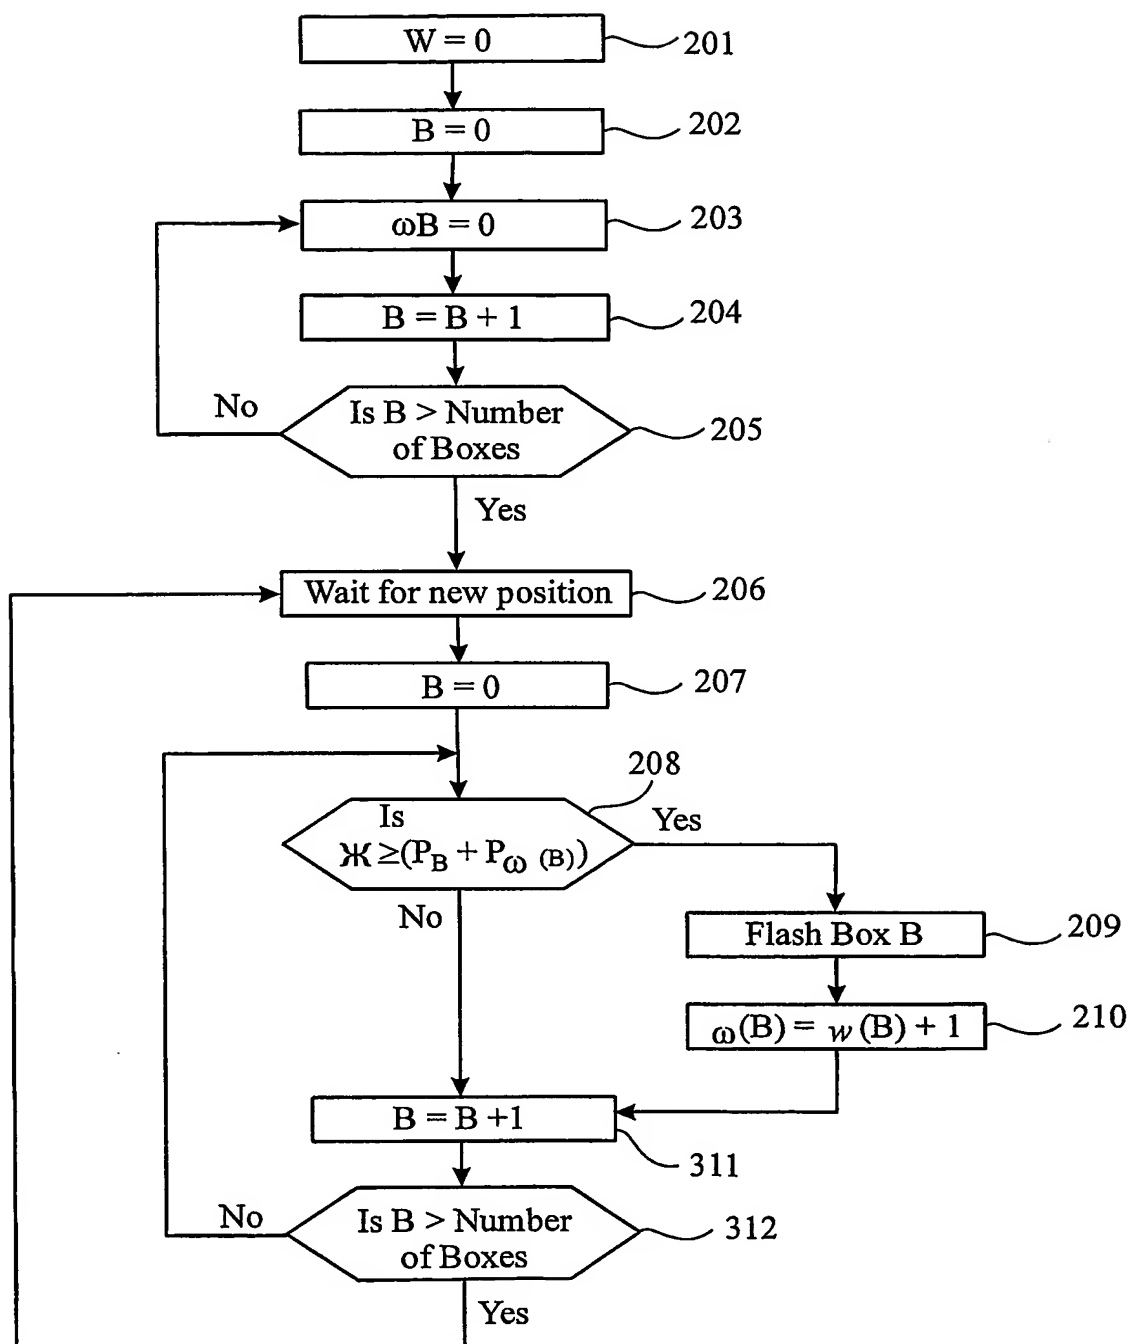 W = 0
201
B = 0
202
ωB = 0
203
B = B + 1
204
No
Is B > Number
of Boxes
205
Yes
Wait for new position
206
B = 0
207
208
Is
Ж ≥(P_B + P_ω (B))
Yes
No
Flash Box B
209
ω(B) = w(B) + 1
210
B = B +1
311
No
Is B > Number
of Boxes
312
Yes